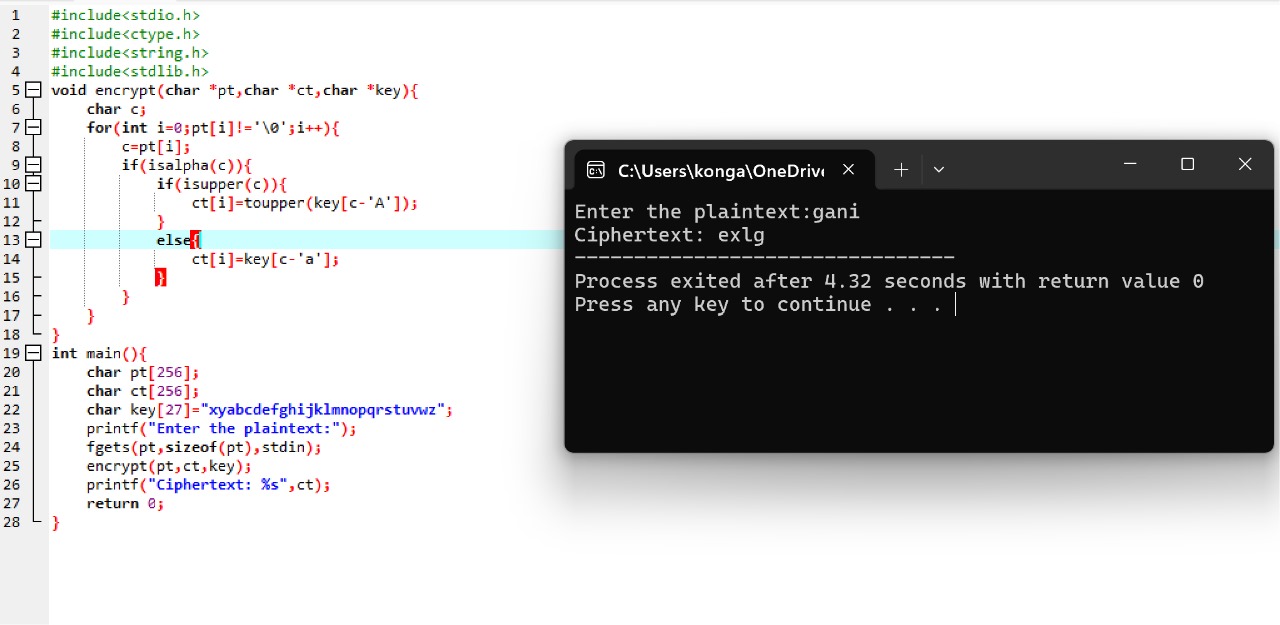 1 #include<stdio.h>
2 #include<ctype.h>
3 #include<string.h>
4 #include<stdlib.h>
5 void encrypt(char *pt,char *ct,char *key){
6 char c;
7 for(int i=0;pt[i]!='\0';i++){
8 c=pt[i];
9 if(isalpha(c)){
10 if(isupper(c)){
11 ct[i]=toupper(key[c-'A']);
12 }
13 else{
14 ct[i]=key[c-'a'];
15 }
16 }
17 }
18 }
19 int main(){
20 char pt[256];
21 char ct[256];
22 char key[27]="xyabcdefghijklmnopqrstuvwz";
23 printf("Enter the plaintext:");
24 fgets(pt,sizeof(pt),stdin);
25 encrypt(pt,ct,key);
26 printf("Ciphertext: %s",ct);
27 return 0;
28 }
C:\Users\konga\OneDriv
Enter the plaintext:gani
Ciphertext: exlg
--------------------------------
Process exited after 4.32 seconds with return value 0
Press any key to continue . . .